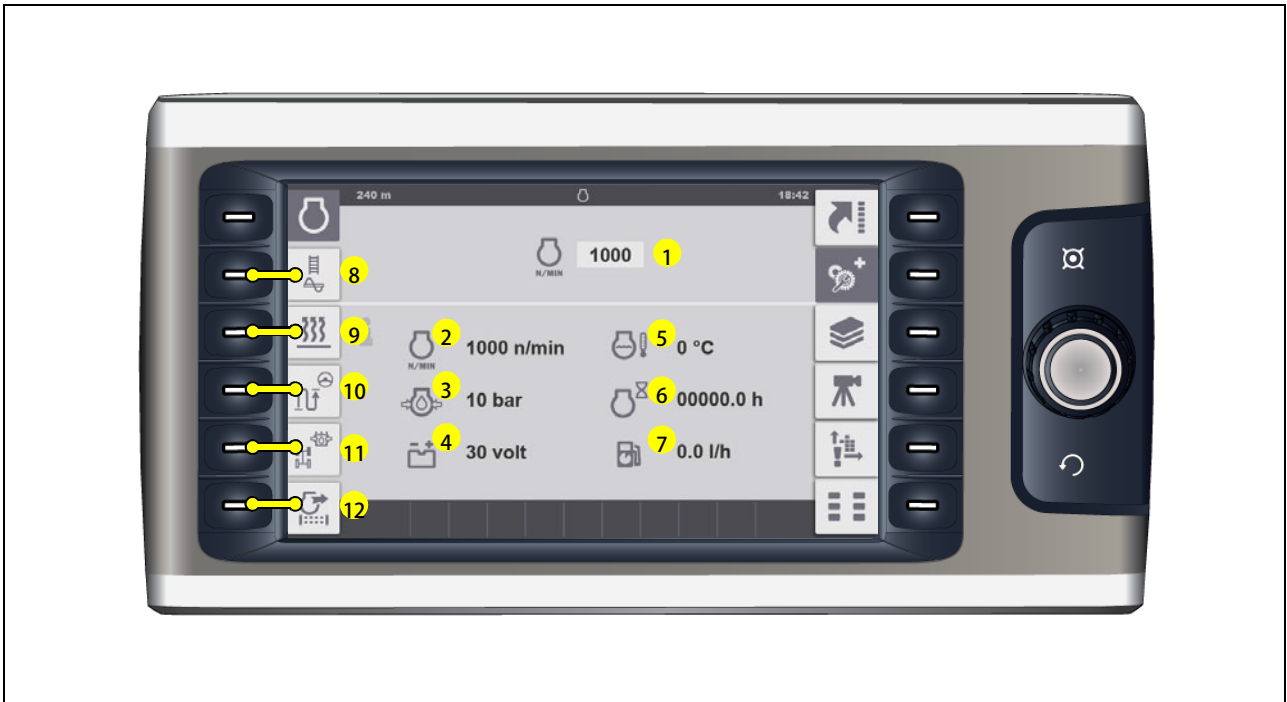 240 m 18:42
N/MIN 1000 1
8
9
10
11
12
2 N/MIN 1000 n/min 5 0 °C
3 10 bar 6 00000.0 h
4 30 volt 7 0.0 l/h